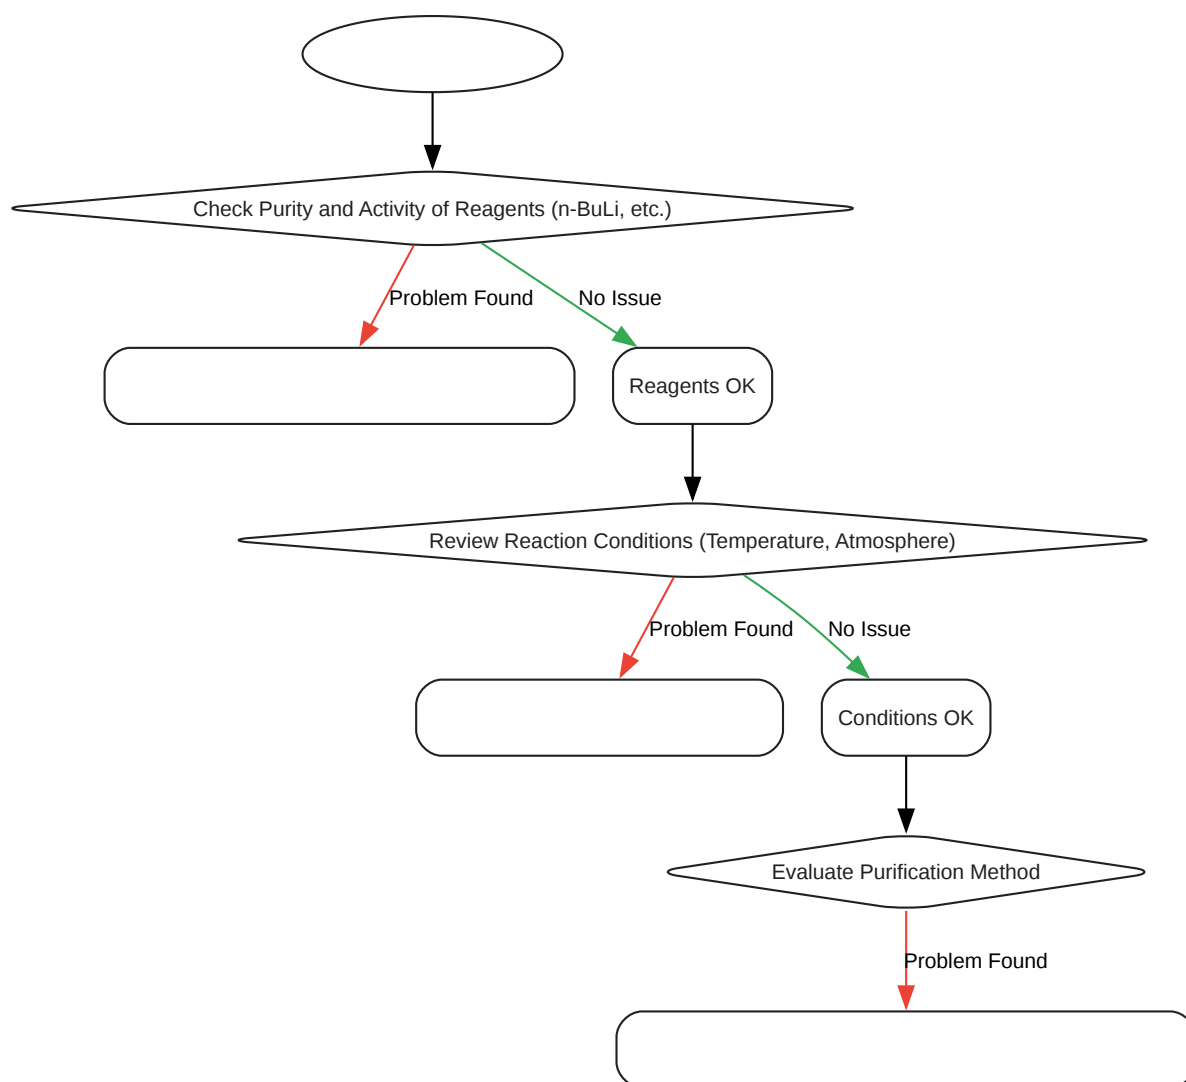 Check Purity and Activity of Reagents (n-BuLi, etc.)
Problem Found
No Issue
Reagents OK
Review Reaction Conditions (Temperature, Atmosphere)
Problem Found
No Issue
Conditions OK
Evaluate Purification Method
Problem Found